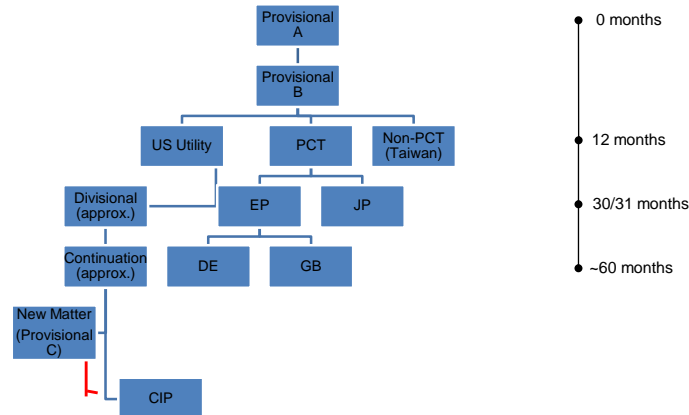 Provisional
A
0 months
Provisional
B
US Utility
PCT
Non-PCT
(Taiwan)
12 months
Divisional
(approx.)
EP
JP
30/31 months
Continuation
(approx.)
DE
GB
~60 months
New Matter
(Provisional
C)
CIP